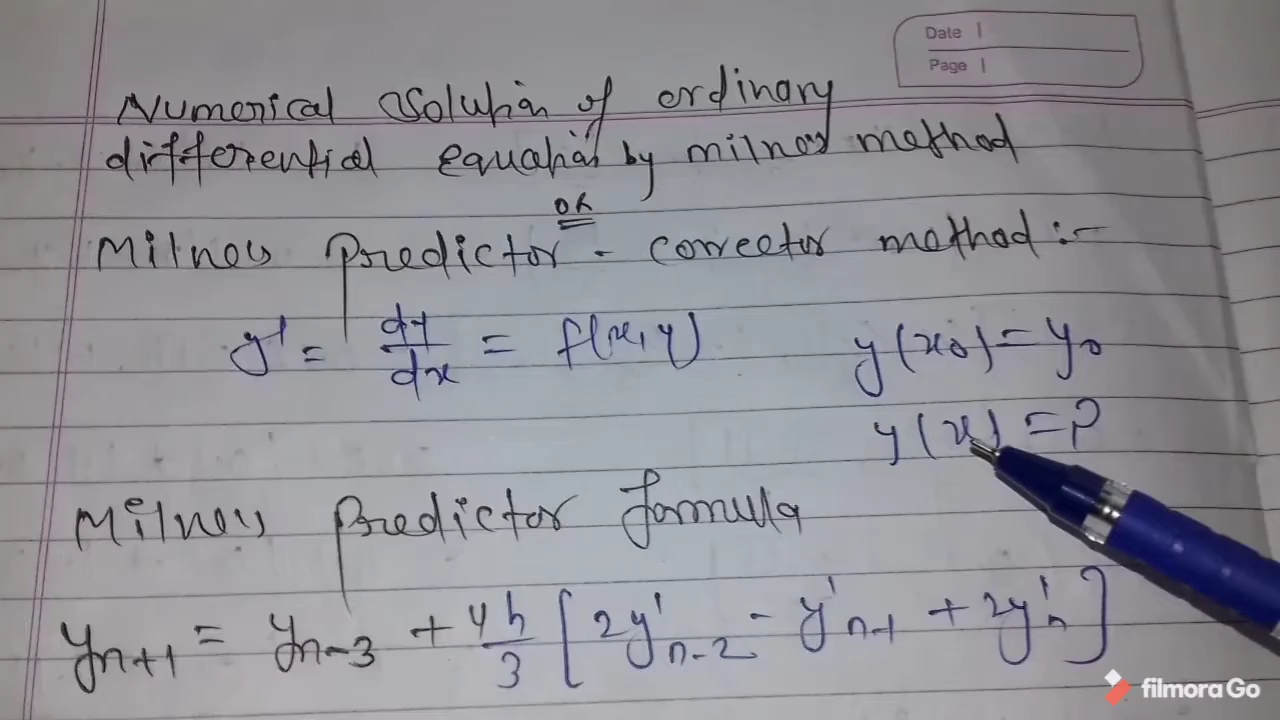 Date
Page
Numerical Solution of ordinary
differential equation by milnes method
OR
Milnes Predictor - corrector method :-
y' = dy/dx = f(x, y) y(x0) = y0
y(x) = ?
Milnes Predictor formula
yn+1 = yn-3 + 4h/3 [2y'n-2 - y'n-1 + 2y'n]
filmora Go